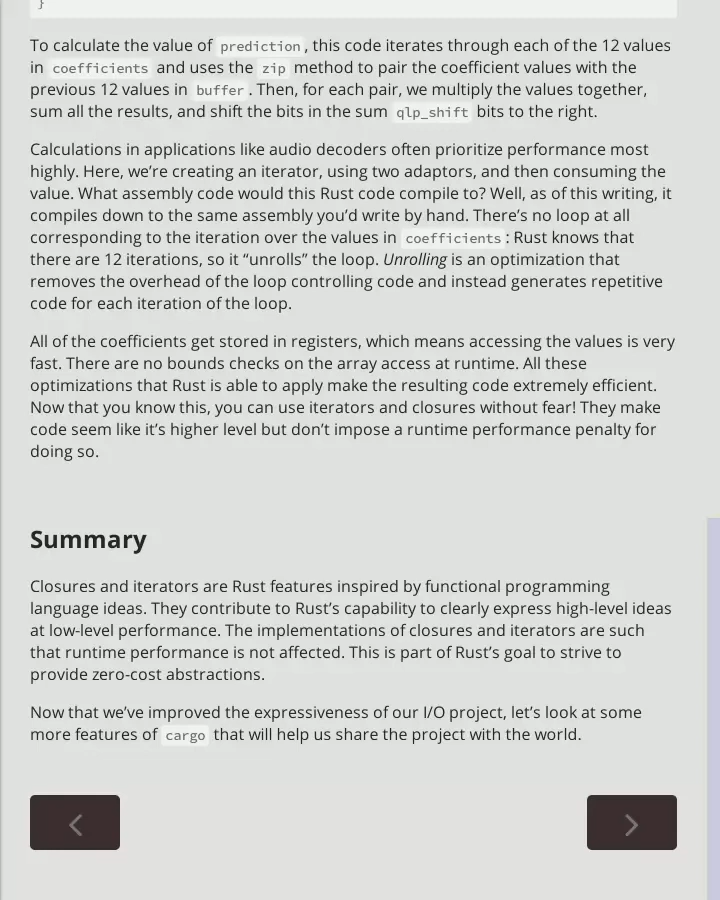 }
To calculate the value of prediction, this code iterates through each of the 12 values
in coefficients and uses the zip method to pair the coefficient values with the
previous 12 values in buffer. Then, for each pair, we multiply the values together,
sum all the results, and shift the bits in the sum qlp_shift bits to the right.
Calculations in applications like audio decoders often prioritize performance most
highly. Here, we’re creating an iterator, using two adaptors, and then consuming the
value. What assembly code would this Rust code compile to? Well, as of this writing, it
compiles down to the same assembly you’d write by hand. There’s no loop at all
corresponding to the iteration over the values in coefficients: Rust knows that
there are 12 iterations, so it “unrolls” the loop. Unrolling is an optimization that
removes the overhead of the loop controlling code and instead generates repetitive
code for each iteration of the loop.
All of the coefficients get stored in registers, which means accessing the values is very
fast. There are no bounds checks on the array access at runtime. All these
optimizations that Rust is able to apply make the resulting code extremely efficient.
Now that you know this, you can use iterators and closures without fear! They make
code seem like it’s higher level but don’t impose a runtime performance penalty for
doing so.
Summary
Closures and iterators are Rust features inspired by functional programming
language ideas. They contribute to Rust’s capability to clearly express high-level ideas
at low-level performance. The implementations of closures and iterators are such
that runtime performance is not affected. This is part of Rust’s goal to strive to
provide zero-cost abstractions.
Now that we’ve improved the expressiveness of our I/O project, let’s look at some
more features of cargo that will help us share the project with the world.